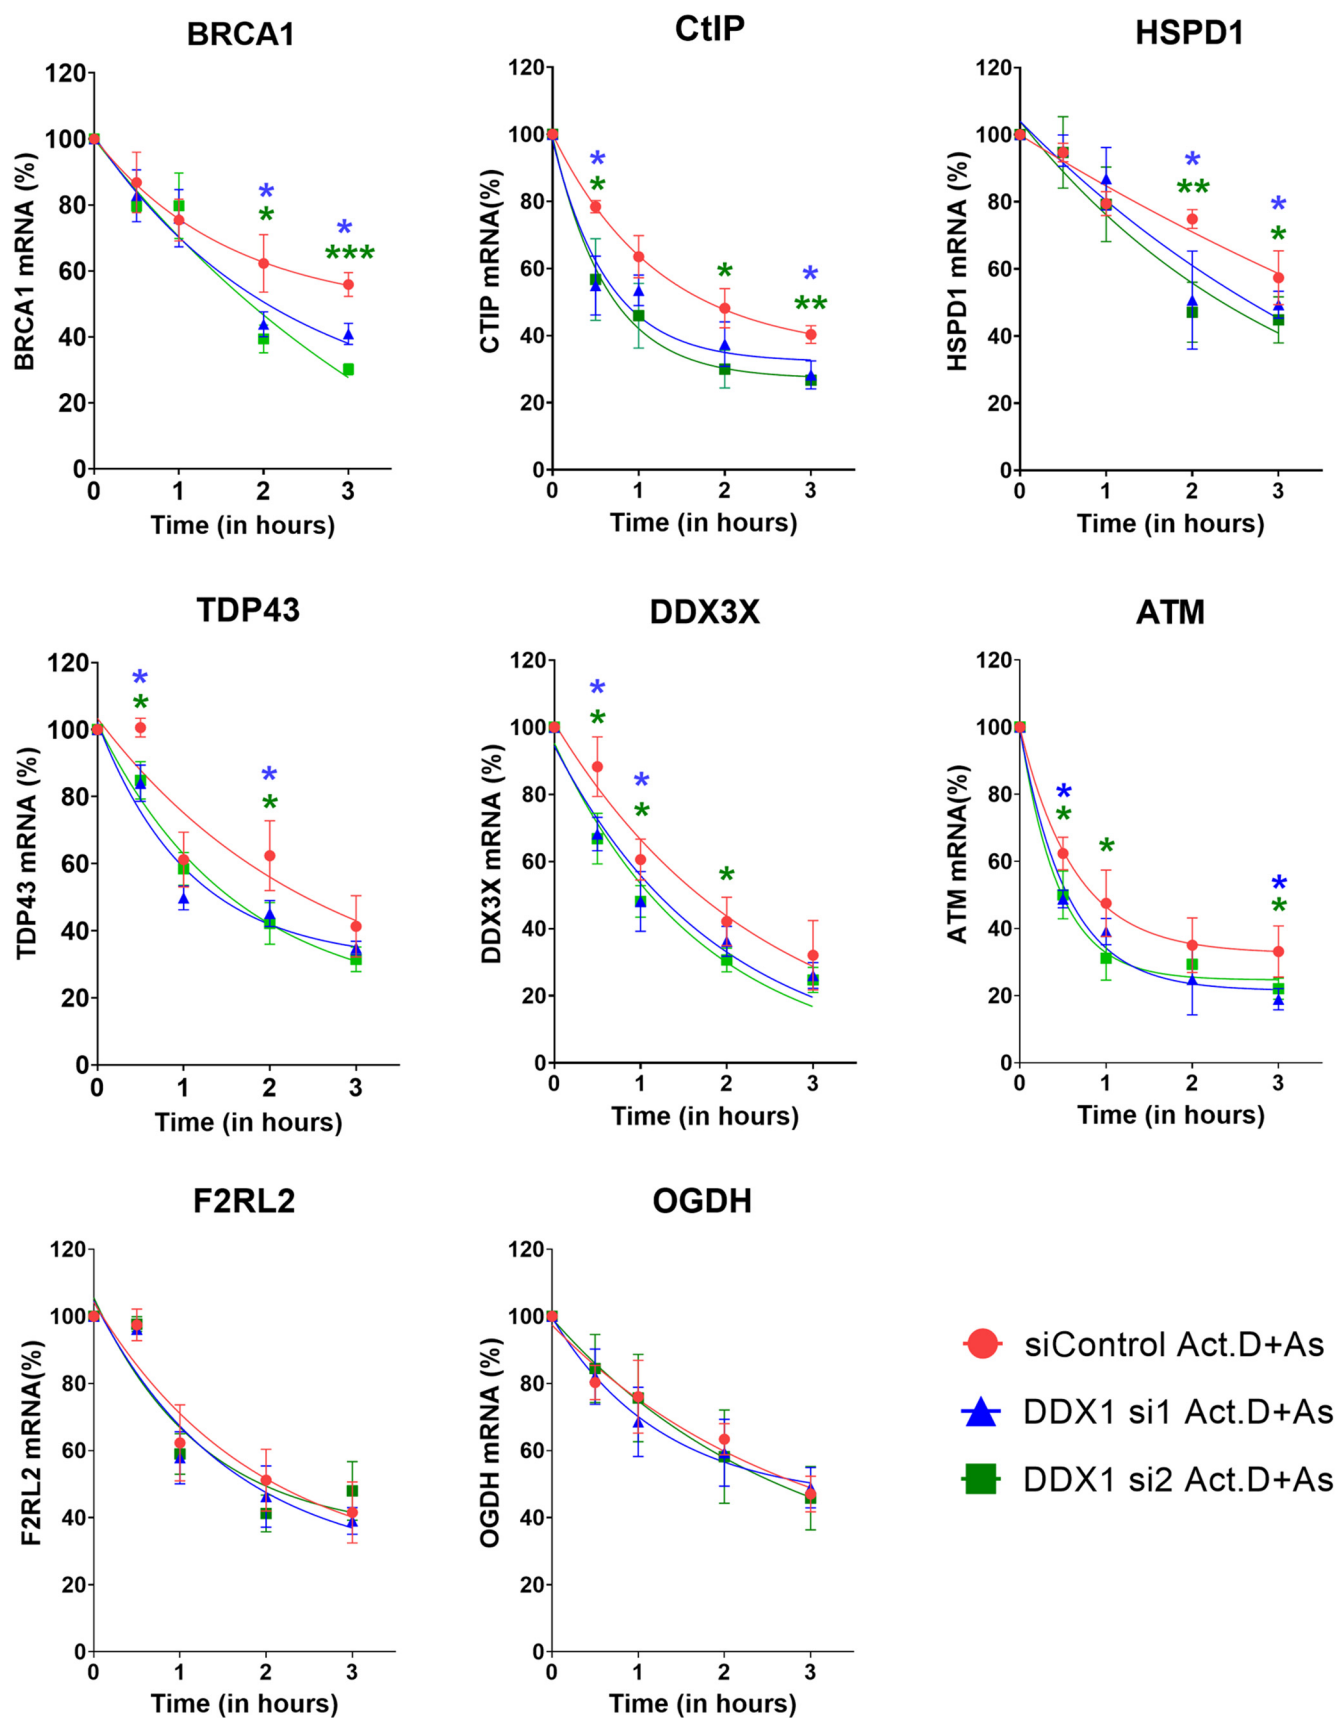 BRCA1
120
100
80
60
40
20
0
0 1 2 3
BRCA1 mRNA (%)
Time (in hours)
*
*
*
***
CtIP
120
100
80
60
40
20
0
0 1 2 3
CTIP mRNA(%)
Time (in hours)
*
*
*
*
**
HSPD1
120
100
80
60
40
20
0
0 1 2 3
HSPD1 mRNA (%)
Time (in hours)
*
**
*
*
TDP43
120
100
80
60
40
20
0
0 1 2 3
TDP43 mRNA (%)
Time (in hours)
*
*
*
*
DDX3X
120
100
80
60
40
20
0
0 1 2 3
DDX3X mRNA (%)
Time (in hours)
*
*
*
*
*
ATM
120
100
80
60
40
20
0
0 1 2 3
ATM mRNA(%)
Time (in hours)
*
*
*
*
*
F2RL2
120
100
80
60
40
20
0
0 1 2 3
F2RL2 mRNA(%)
Time (in hours)
OGDH
120
100
80
60
40
20
0
0 1 2 3
OGDH mRNA (%)
Time (in hours)
siControl Act.D+As
DDX1 si1 Act.D+As
DDX1 si2 Act.D+As